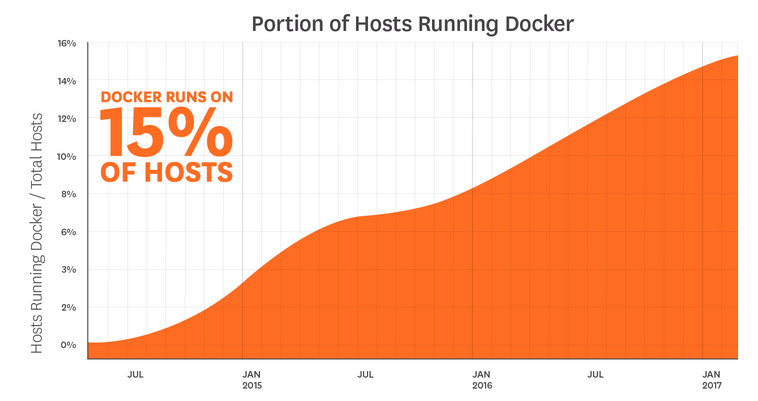 Portion of Hosts Running Docker
16%
14%
12%
10%
8%
6%
3%
2%
0%
Hosts Running Docker / Total Hosts
DOCKER RUNS ON
15%
OF HOSTS
JUL
JAN
2015
JUL
JAN
2016
JUL
JAN
2017